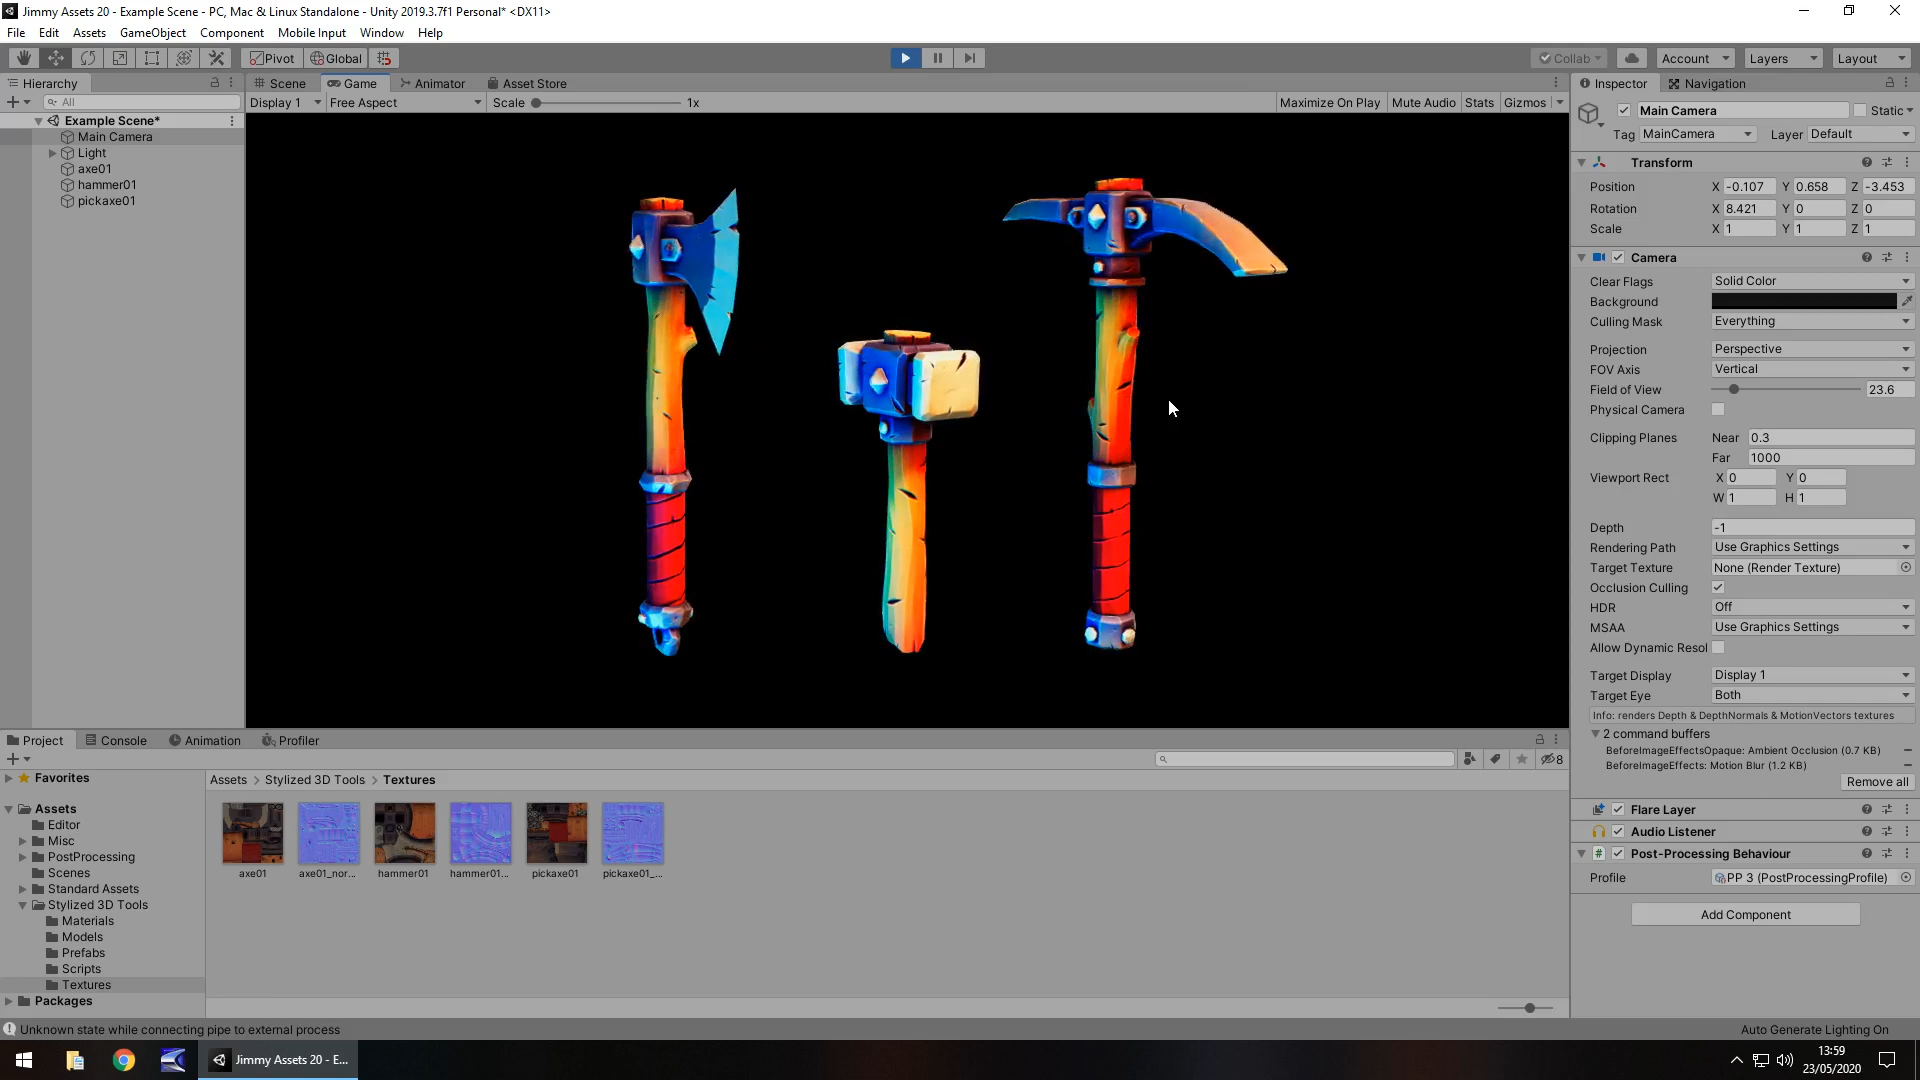 Jimmy Assets 20 - Example Scene - PC, Mac & Linux Standalone - Unity 2019.3.7f1 Personal* <DX11>
File Edit Assets GameObject Component Mobile Input Window Help
Pivot Global Collab Account Layers Layout
Hierarchy
All
Example Scene*
Main Camera
Light
axe01
hammer01
pickaxe01
Scene Game Animator Asset Store
Display 1 Free Aspect Scale 1x Maximize On Play Mute Audio Stats Gizmos
Inspector Navigation
Main Camera Static
Tag MainCamera Layer Default
Transform
Position X -0.107 Y 0.658 Z -3.453
Rotation X 8.421 Y 0 Z 0
Scale X 1 Y 1 Z 1
Camera
Clear Flags Solid Color
Background
Culling Mask Everything
Projection Perspective
FOV Axis Vertical
Field of View 23.6
Physical Camera
Clipping Planes Near 0.3
Far 1000
Viewport Rect X 0 Y 0
W 1 H 1
Depth -1
Rendering Path Use Graphics Settings
Target Texture None (Render Texture)
Occlusion Culling
HDR Off
MSAA Use Graphics Settings
Allow Dynamic Resol
Target Display Display 1
Target Eye Both
Info: renders Depth & DepthNormals & MotionVectors textures
2 command buffers
BeforeImageEffectsOpaque: Ambient Occlusion (0.7 KB)
BeforeImageEffects: Motion Blur (1.2 KB)
Remove all
Flare Layer
Audio Listener
Post-Processing Behaviour
Profile PP 3 (PostProcessingProfile)
Add Component
Project Console Animation Profiler
8
Favorites
Assets
Editor
Misc
PostProcessing
Scenes
Standard Assets
Stylized 3D Tools
Materials
Models
Prefabs
Scripts
Textures
Packages
Assets > Stylized 3D Tools > Textures
axe01 axe01_nor... hammer01 hammer01... pickaxe01 pickaxe01_...
Unknown state while connecting pipe to external process
Auto Generate Lighting On
Jimmy Assets 20 - E...
13:59
23/05/2020